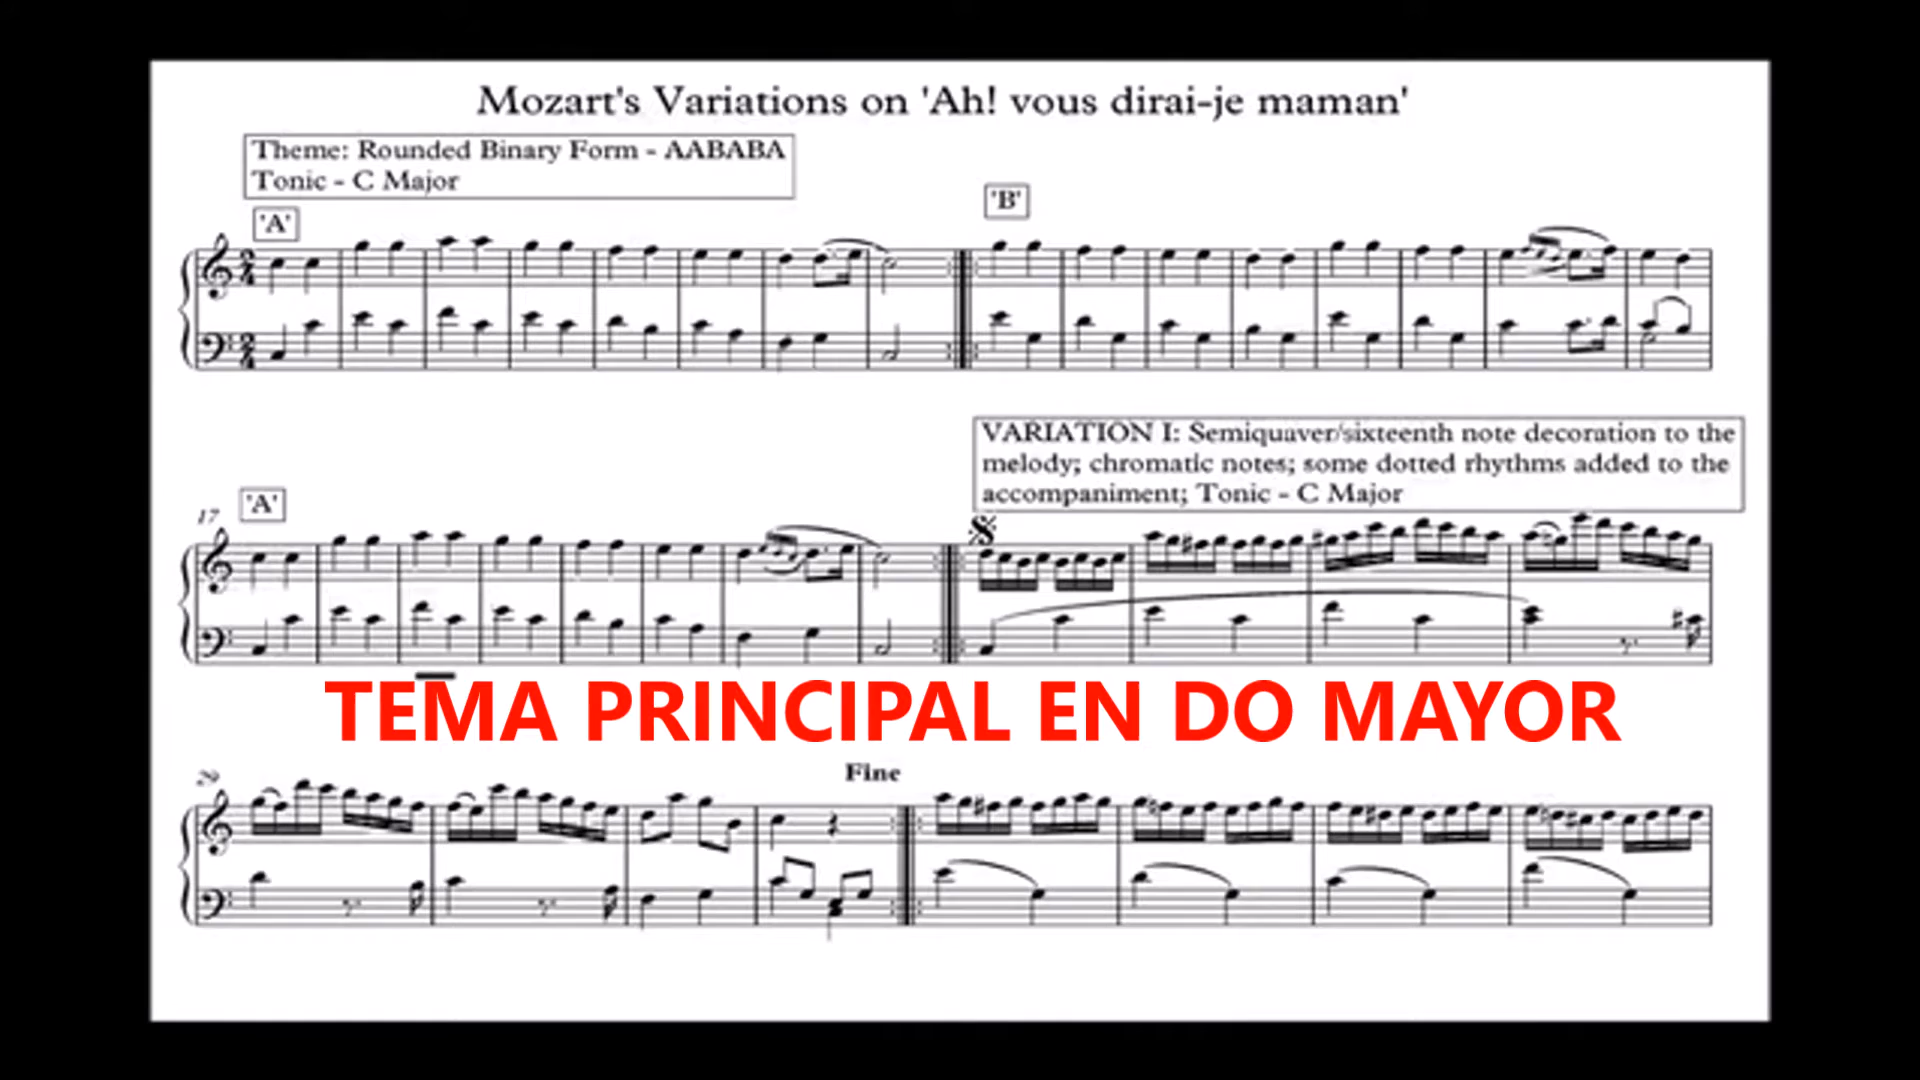 Mozart's Variations on 'Ah! vous dirai-je maman'
Theme: Rounded Binary Form - AABABA
Tonic - C Major
'A'
'B'
VARIATION I: Semiquaver/sixteenth note decoration to the
melody; chromatic notes; some dotted rhythms added to the
accompaniment; Tonic - C Major
17
'A'
TEMA PRINCIPAL EN DO MAYOR
Fine